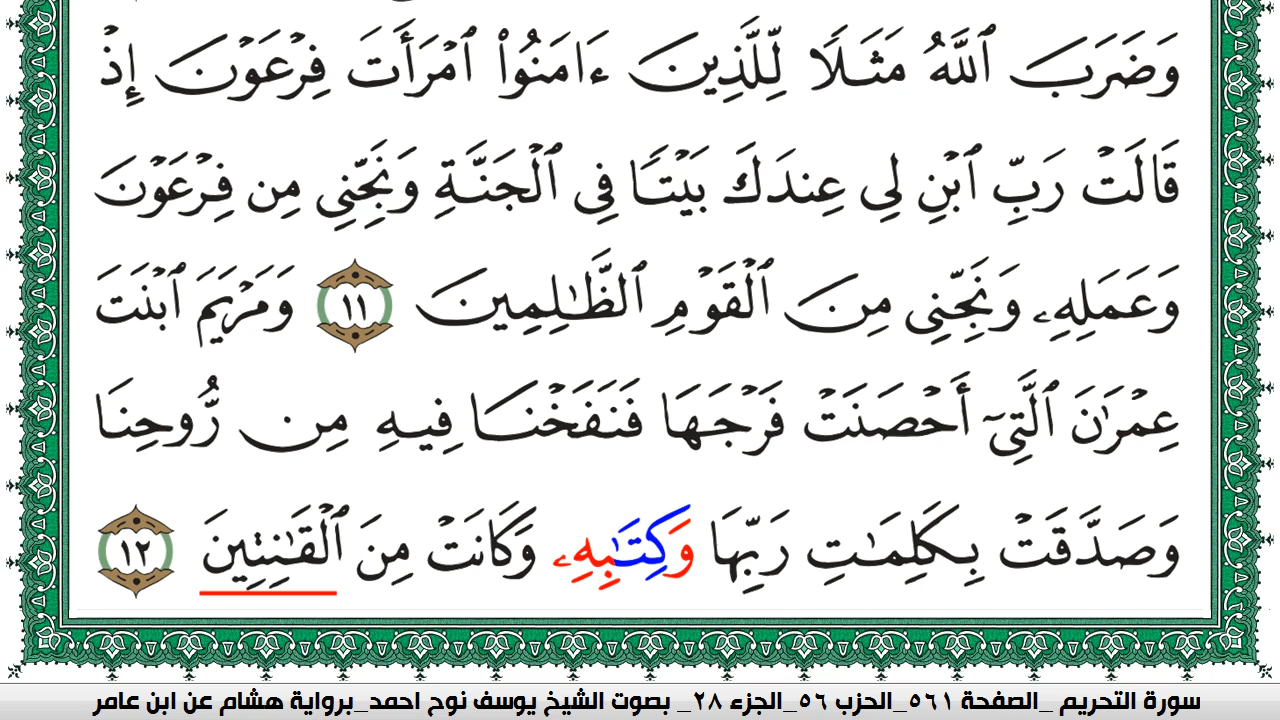 وَضَرَبَ ٱللَّهُ مَثَلًا لِّلَّذِينَ ءَامَنُوا۟ ٱمْرَأَتَ فِرْعَوْنَ إِذْ
قَالَتْ رَبِّ ٱبْنِ لِى عِندَكَ بَيْتًا فِى ٱلْجَنَّةِ وَنَجِّنِى مِن فِرْعَوْنَ
وَعَمَلِهِۦ وَنَجِّنِى مِنَ ٱلْقَوْمِ ٱلظَّـٰلِمِينَ ١١ وَمَرْيَمَ ٱبْنَتَ
عِمْرَٰنَ ٱلَّتِىٓ أَحْصَنَتْ فَرْجَهَا فَنَفَخْنَا فِيهِ مِن رُّوحِنَا
وَصَدَّقَتْ بِكَلِمَـٰتِ رَبِّهَا وَكِتَـٰبِهِۦ وَكَانَتْ مِنَ ٱلْقَـٰنِتِينَ ١٢
سورة التحريم _الصفحة ٥٦١_الحزب ٥٦_الجزء ٢٨_ بصوت الشيخ يوسف نوح احمد_برواية هشام عن ابن عامر